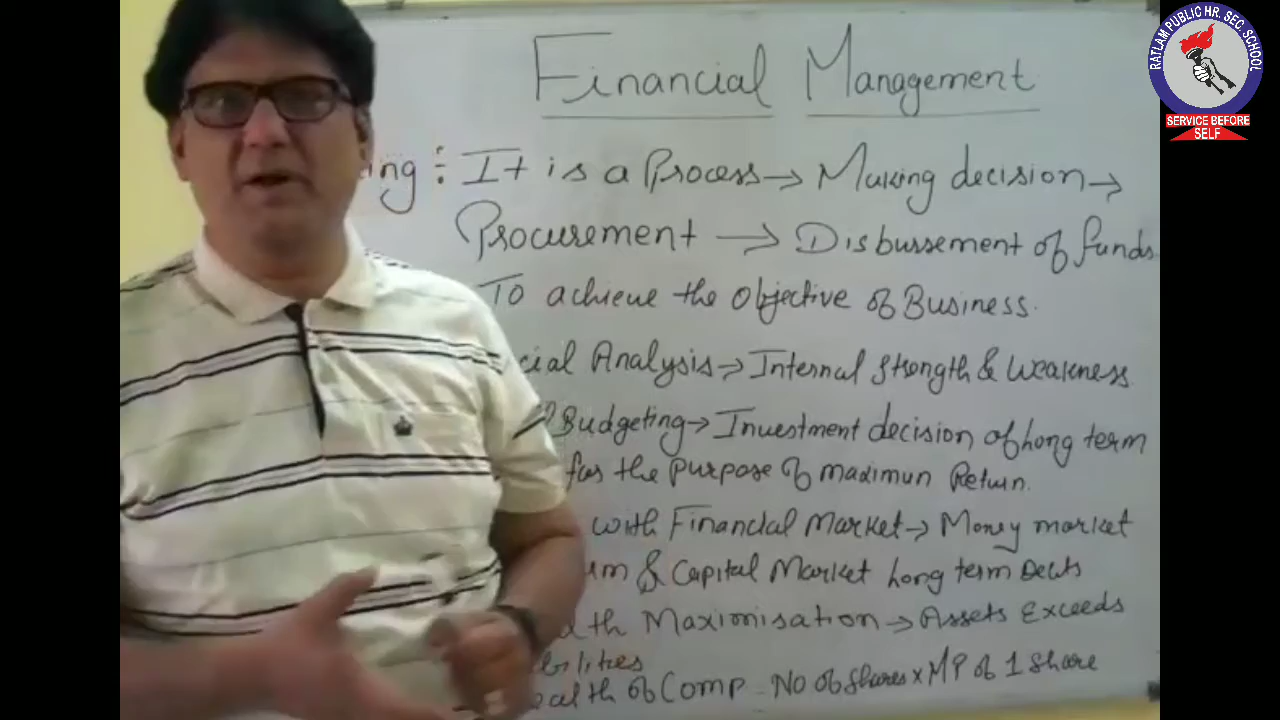 Financial Management
ing : It is a Process → Making decision →
Procurement → Disbursement of funds
To achieve the Objective of Business.
cial Analysis → Internal Strength & Weakness
Budgeting → Investment decision of Long term
for the purpose of maximun Return.
with Financial Market → Money market
& Capital Market Long term Debts
th Maximisation → Assets Exceeds
bilities
ealth of Comp = No of shares × MP of 1 share
RATLAM PUBLIC HR. SEC. SCHOOL
SERVICE BEFORE
SELF